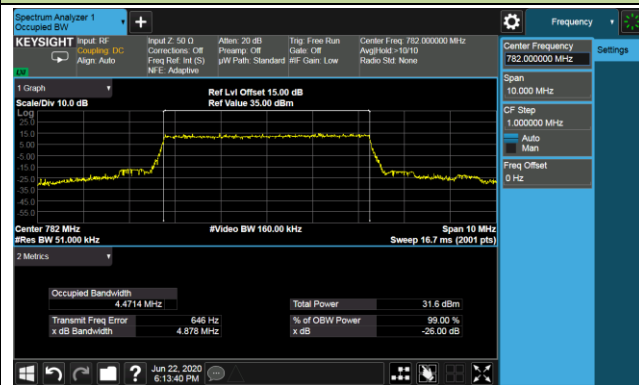 Spectrum Analyzer 1
Occupied BW
+
Frequency
KEYSIGHT
Input: RF
Coupling: DC
Align: Auto
Input Z: 50 Ω
Corrections: Off
Freq Ref: Int (S)
NFE: Adaptive
Atten: 20 dB
Preamp: Off
µW Path: Standard
Trig: Free Run
Gate: Off
#IF Gain: Low
Center Freq: 782.000000 MHz
Avg|Hold:>10/10
Radio Std: None
Center Frequency
782.000000 MHz
Settings
Span
10.000 MHz
CF Step
1.000000 MHz
Auto
Man
Freq Offset
0 Hz
1 Graph
Scale/Div 10.0 dB
Ref Lvl Offset 15.00 dB
Ref Value 35.00 dBm
Log
25.0
15.0
5.00
-5.00
-15.0
-25.0
-35.0
-45.0
-55.0
Center 782 MHz
#Res BW 51.000 kHz
#Video BW 160.00 kHz
Span 10 MHz
Sweep 16.7 ms (2001 pts)
2 Metrics
Occupied Bandwidth
4.4714 MHz
Total Power 31.6 dBm
Transmit Freq Error 646 Hz
% of OBW Power 99.00 %
x dB Bandwidth 4.878 MHz
x dB -26.00 dB
?
Jun 22, 2020
6:13:40 PM